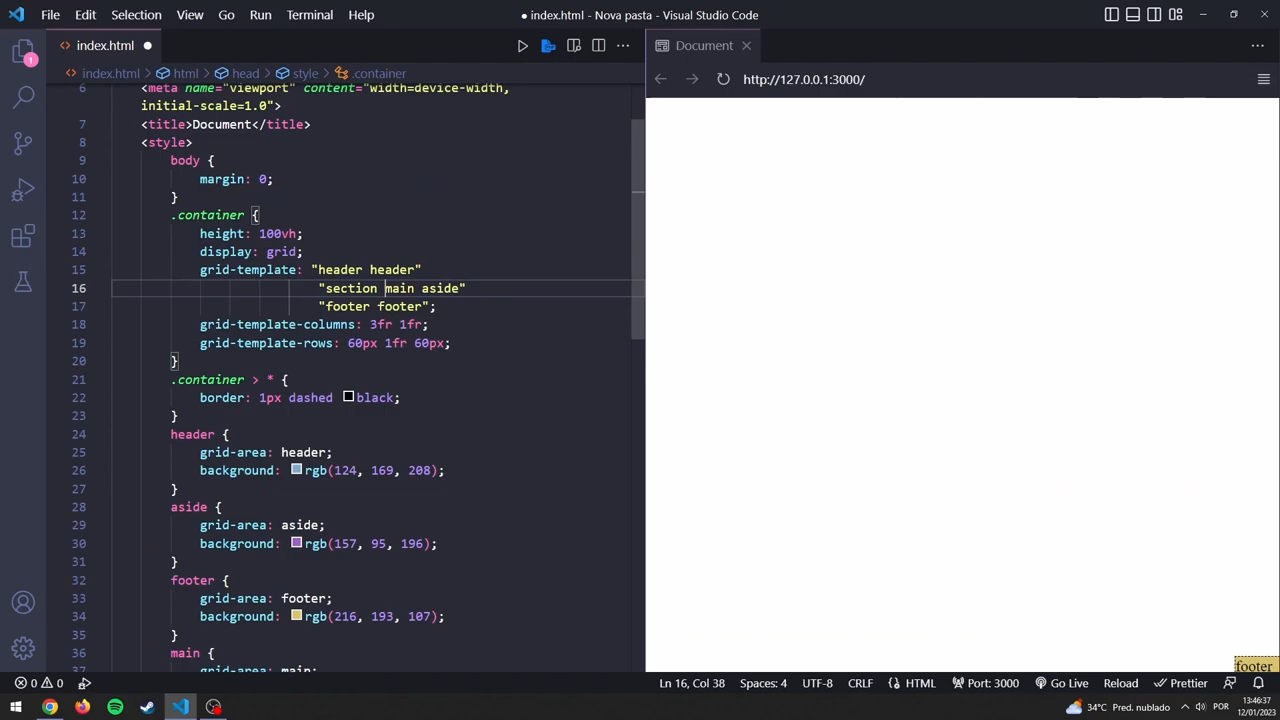 File Edit Selection View Go Run Terminal Help
● index.html - Nova pasta - Visual Studio Code
1
<> index.html ●
Document
index.html > html > head > style > .container
http://127.0.0.1:3000/
6 <meta name="viewport" content="width=device-width,
initial-scale=1.0">
7 <title>Document</title>
8 <style>
9 body {
10 margin: 0;
11 }
12 .container {
13 height: 100vh;
14 display: grid;
15 grid-template: "header header"
16 "section main aside"
17 "footer footer";
18 grid-template-columns: 3fr 1fr;
19 grid-template-rows: 60px 1fr 60px;
20 }
21 .container > * {
22 border: 1px dashed black;
23 }
24 header {
25 grid-area: header;
26 background: rgb(124, 169, 208);
27 }
28 aside {
29 grid-area: aside;
30 background: rgb(157, 95, 196);
31 }
32 footer {
33 grid-area: footer;
34 background: rgb(216, 193, 107);
35 }
36 main {
37 grid-area: main;
footer
0 0
Ln 16, Col 38 Spaces: 4 UTF-8 CRLF HTML Port: 3000 Go Live Reload Prettier
34°C Pred. nublado POR 13:46:37
12/01/2023